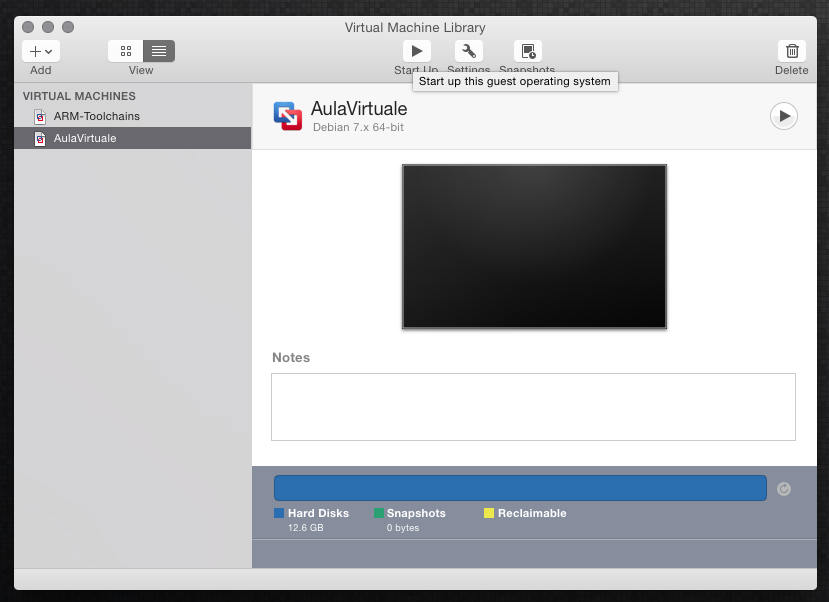 Virtual Machine Library
Add
View
Start Up
Settings
Snapshots
Delete
Start up this guest operating system
VIRTUAL MACHINES
ARM-Toolchains
AulaVirtuale
AulaVirtuale
Debian 7.x 64-bit
Notes
Hard Disks
12.6 GB
Snapshots
0 bytes
Reclaimable